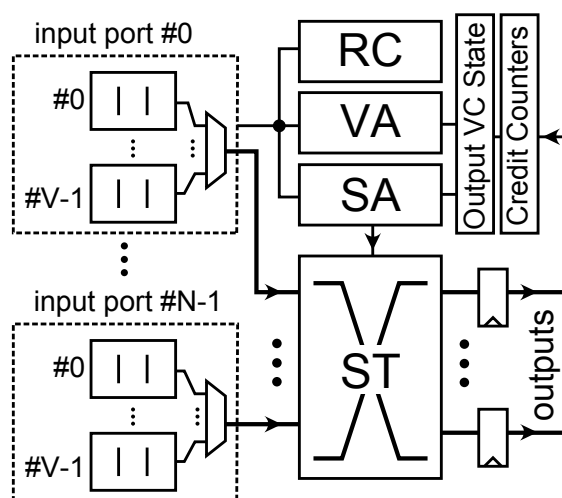 input port #0
#0
#V-1
RC
VA
SA
Output VC State
Credit Counters
input port #N-1
#0
#V-1
ST
outputs